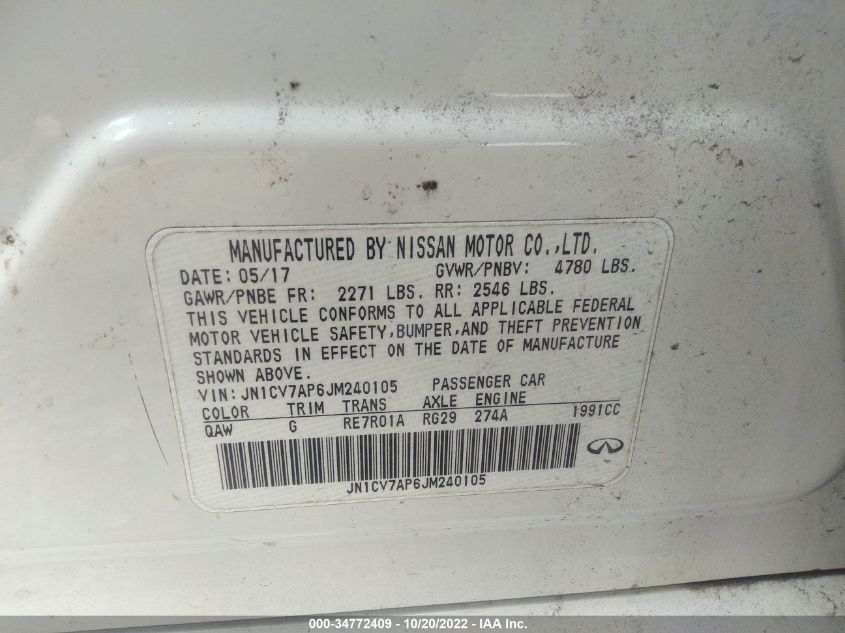 MANUFACTURED BY NISSAN MOTOR CO.,LTD.
DATE: 05/17 GVWR/PNBV: 4780 LBS.
GAWR/PNBE FR: 2271 LBS. RR: 2546 LBS.
THIS VEHICLE CONFORMS TO ALL APPLICABLE FEDERAL
MOTOR VEHICLE SAFETY,BUMPER,AND THEFT PREVENTION
STANDARDS IN EFFECT ON THE DATE OF MANUFACTURE
SHOWN ABOVE.
VIN: JN1CV7AP6JM240105 PASSENGER CAR
COLOR TRIM TRANS AXLE ENGINE
QAW G RE7R01A RG29 274A 1991CC
JN1CV7AP6JM240105
000-34772409 | 10/20/2022 - IAA Inc.